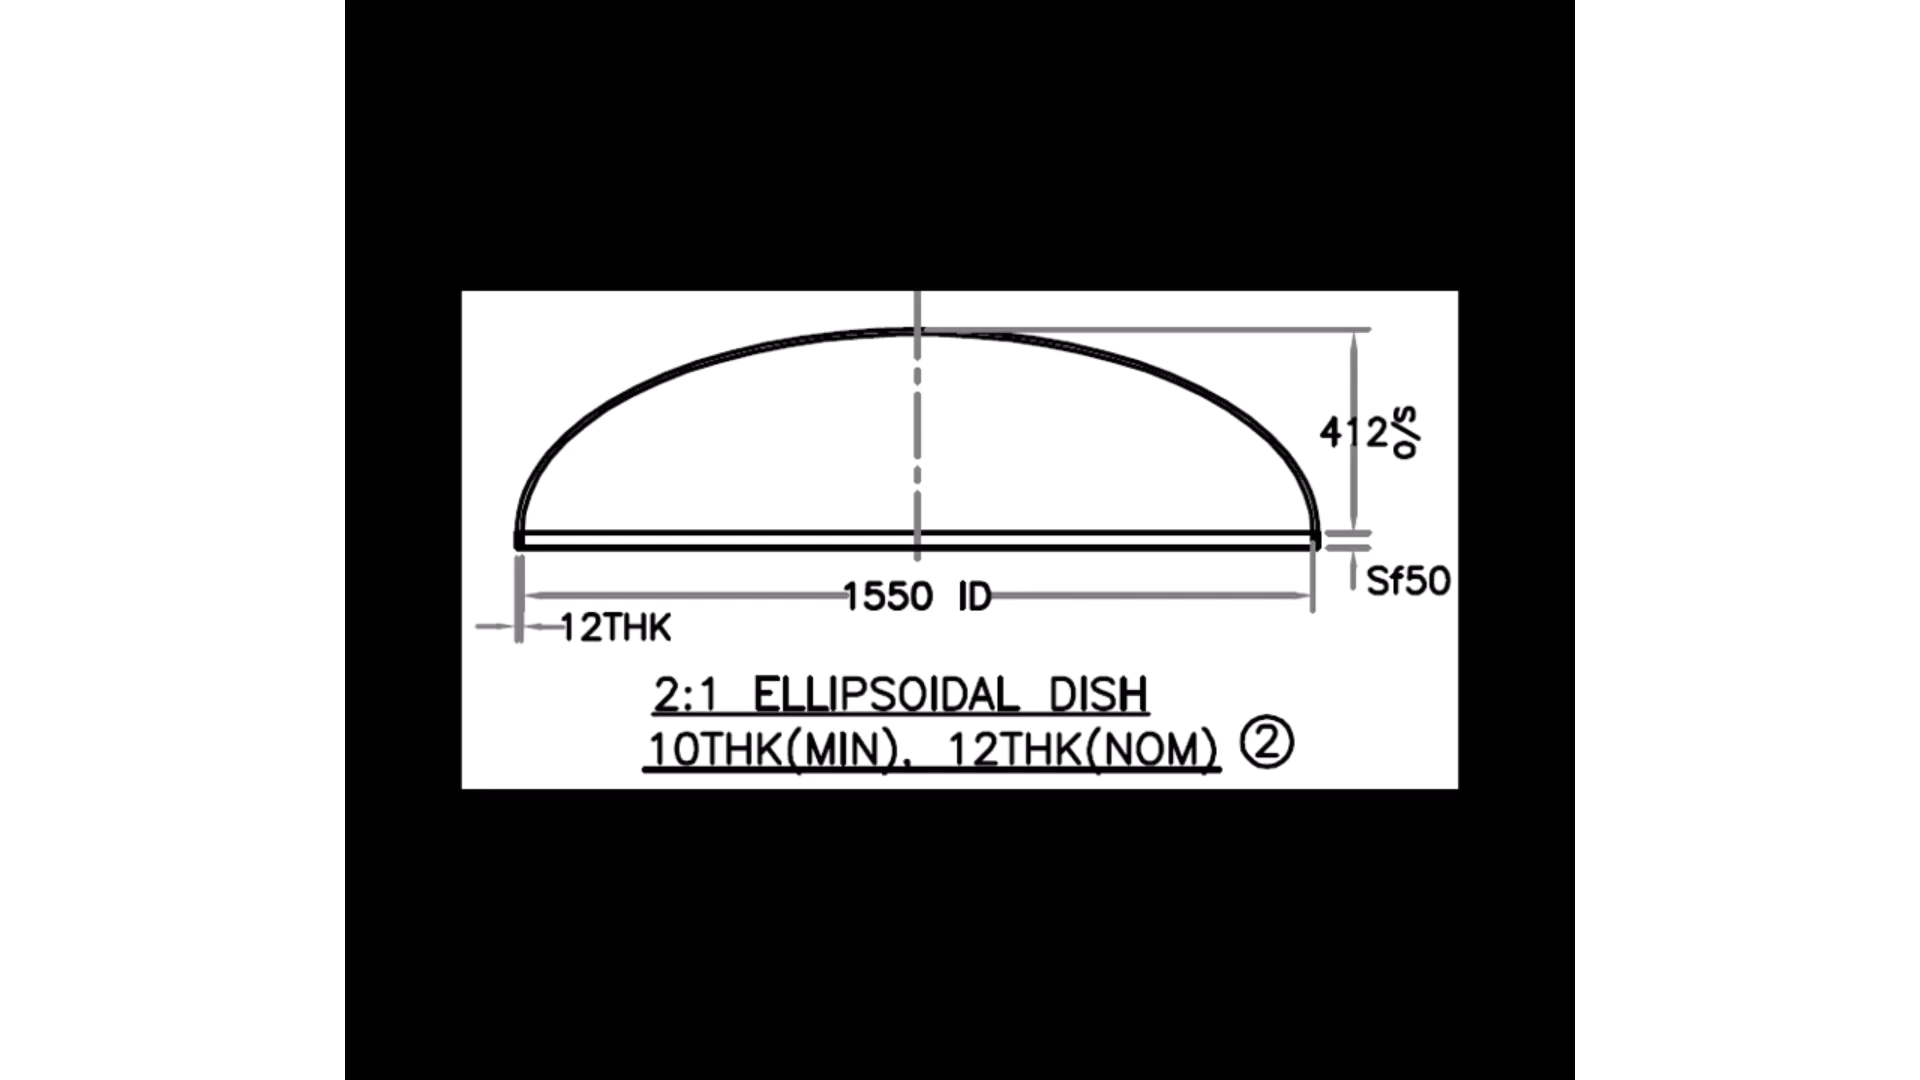 412 o/s
Sf50
1550 ID
12THK
2:1 ELLIPSOIDAL DISH
10THK(MIN), 12THK(NOM) 2